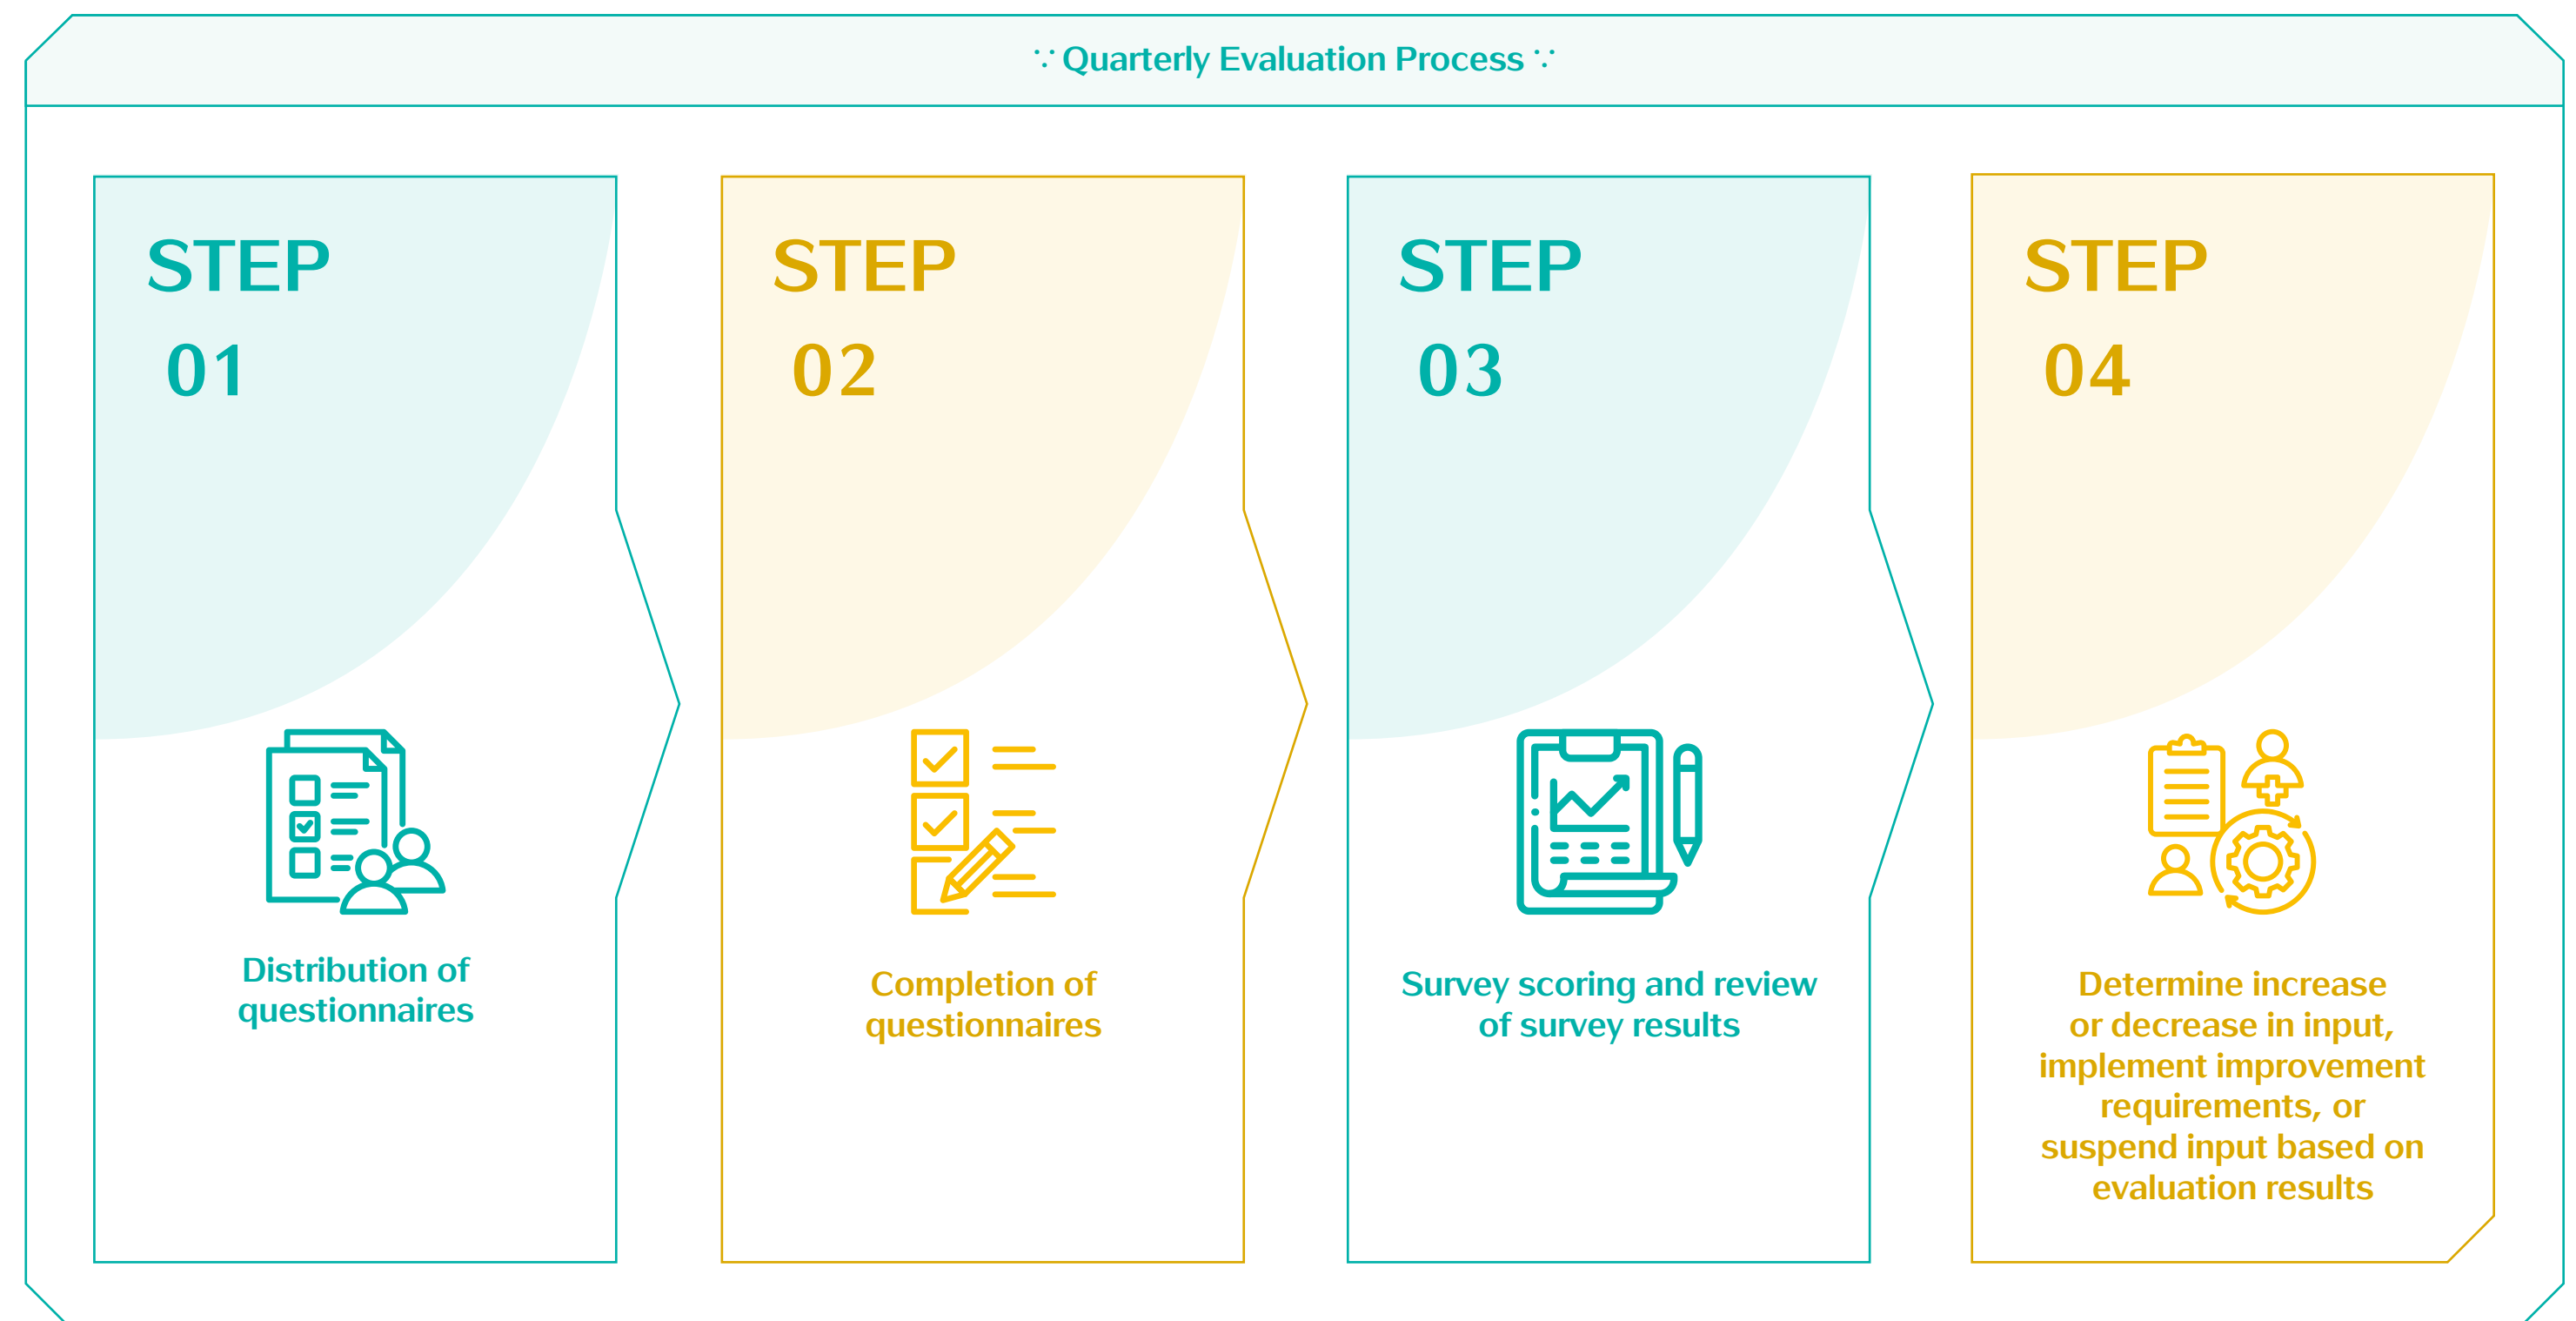 Quarterly Evaluation Process
STEP
01
Distribution of
questionnaires
STEP
02
Completion of
questionnaires
STEP
03
Survey scoring and review
of survey results
STEP
04
Determine increase
or decrease in input,
implement improvement
requirements, or
suspend input based on
evaluation results